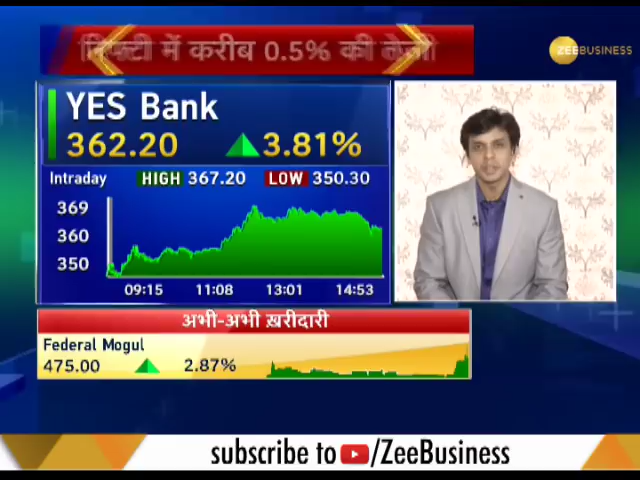 निफ्टी में करीब 0.5% की तेज़ी
ZEEBUSINESS
YES Bank
362.20 3.81%
Intraday HIGH 367.20 LOW 350.30
369
360
350
09:15 11:08 13:01 14:53
अभी-अभी ख़रीदारी
Federal Mogul
475.00 2.87%
subscribe to /ZeeBusiness